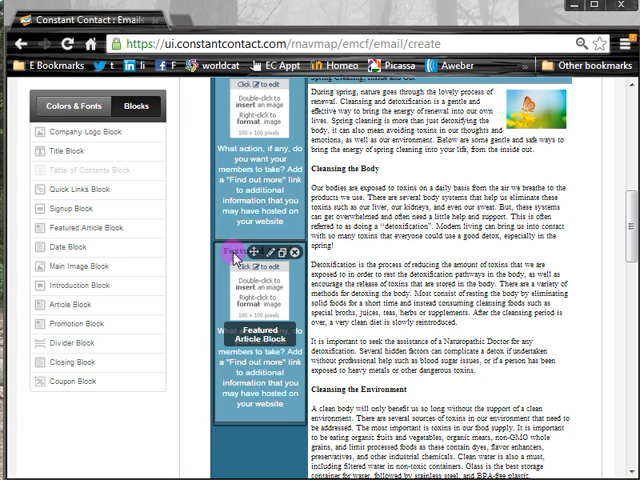 Constant Contact : Emails
https://ui.constantcontact.com/rnavmap/emcf/email/create
E Bookmarks
Twitter
li
F
worldcat
EC Appt
Homeo
Picassa
Aweber
Other bookmarks
Colors & Fonts
Blocks
Company Logo Block
Title Block
Table of Contents Block
Quick Links Block
Signup Block
Featured Article Block
Date Block
Main Image Block
Introduction Block
Article Block
Promotion Block
Divider Block
Closing Block
Coupon Block
Click to edit
Double-click to
insert an image
Right-click to
format image
100 x 100 pixels
What action, if any, do
you want your
members to take? Add
a "Find out more" link
to additional
information that you
may have hosted on
your website
Click to edit
Double-click to
insert an image
Right-click to
format image
100 x 100 pixels
Featured
Article Block
members to take? Add
a "Find out more" link
to additional
information that you
may have hosted on
your website
Spring Cleaning, Inside and Out
During spring, nature goes through the lovely process of
renewal. Cleansing and detoxification is a gentle and
effective way to bring the energy of renewal into our own
lives. Spring cleaning is more than just detoxifying the
body, it can also mean avoiding toxins in our thoughts and
emotions, as well as our environment. Below are some gentle and safe ways to
bring the energy of spring cleaning into your life, from the inside out.
Cleansing the Body
Our bodies are exposed to toxins on a daily basis from the air we breathe to the
products we use. There are several body systems that help us eliminate these
toxins such as our liver, our kidneys, and even our sweat. But, these systems
can get overwhelmed and often need a little help and support. This is often
referred to as doing a "detoxification". Modern living can bring us into contact
with so many toxins that everyone could use a good detox, especially in the
spring!
Detoxification is the process of reducing the amount of toxins that we are
exposed to in order to rest the detoxification pathways in the body, as well as
encourage the release of toxins that are stored in the body. There are a variety of
methods for detoxing the body. Most consist of resting the body by eliminating
solid foods for a short time and instead consuming cleansing foods such as
special broths, juices, teas, herbs or supplements. After the cleansing period is
over, a very clean diet is slowly reintroduced.
It is important to seek the assistance of a Naturopathic Doctor for any
detoxification. Several hidden factors can complicate a detox if undertaken
without professional help such as blood sugar issues, or if a person has been
exposed to heavy metals or other dangerous toxins.
Cleansing the Environment
A clean body will only benefit us so long without the support of a clean
environment. There are several sources of toxins in our environment that need to
be addressed. The most important is toxins in our food supply. It is important
to be eating organic fruits and vegetables, organic meats, non-GMO whole
grains, and limit processed foods as these contain dyes, flavor enhancers,
preservatives, and other industrial chemicals. Clean water is also a must,
including filtered water in non-toxic containers. Glass is the best storage
container for water, followed by stainless steel, and BPA-free plastic.